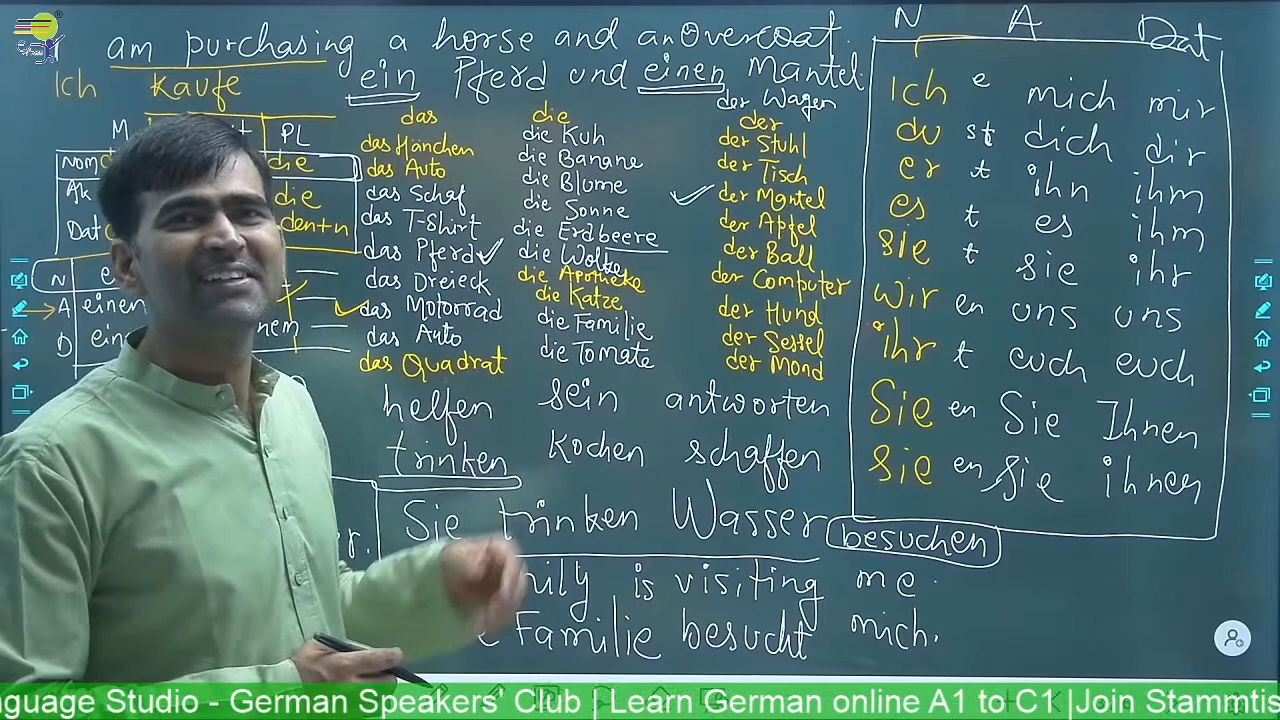 am purchasing a horse and an Overcoat.
Ich kaufe ein Pferd und einen Mantel.
M PL
Nom die
Ak die
Dat den+n
N
A einen
D
das
das Hänchen
das Auto
das Schaf
das T-Shirt
das Pferd ✓
das Dreieck
das Motorrad
das Auto
das Quadrat
die
die Kuh
die Banane
die Blume
die Sonne
die Erdbeere
die Wolke
die Apotheke
die Katze
die Familie
die Tomate
der Wagen
der
der Stuhl
der Tisch
✓ der Mantel
der Apfel
der Ball
der Computer
der Hund
der Sessel
der Mond
helfen sein antworten
trinken kochen schaffen
Sie trinken Wasser
besuchen
is visiting me.
Familie besucht mich.
N A Dat
Ich e mich mir
du st dich dir
er t ihn ihm
es t es ihm
sie t sie ihr
wir en uns uns
ihr t euch euch
Sie en Sie Ihnen
sie en sie ihnen
nguage Studio - German Speakers' Club | Learn German online A1 to C1 |Join Stammtis